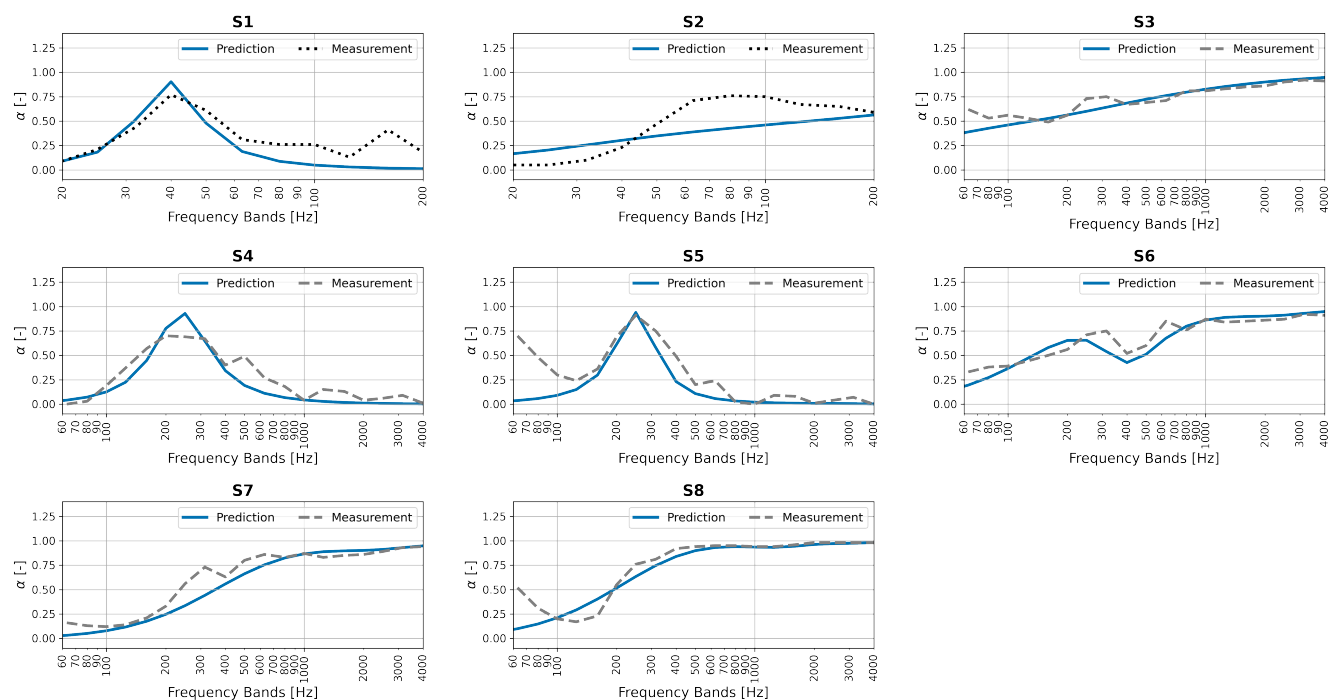 S1
Prediction Measurement
1.25
1.00
0.75
0.50
0.25
0.00
α [-]
20 30 40 50 60 70 80 90 100 200
Frequency Bands [Hz]
S2
Prediction Measurement
1.25
1.00
0.75
0.50
0.25
0.00
α [-]
20 30 40 50 60 70 80 90 100 200
Frequency Bands [Hz]
S3
Prediction Measurement
1.25
1.00
0.75
0.50
0.25
0.00
α [-]
60 70 80 90 100 200 300 400 500 600 700 800 900 1000 2000 3000 4000
Frequency Bands [Hz]
S4
Prediction Measurement
1.25
1.00
0.75
0.50
0.25
0.00
α [-]
60 70 80 90 100 200 300 400 500 600 700 800 900 1000 2000 3000 4000
Frequency Bands [Hz]
S5
Prediction Measurement
1.25
1.00
0.75
0.50
0.25
0.00
α [-]
60 70 80 90 100 200 300 400 500 600 700 800 900 1000 2000 3000 4000
Frequency Bands [Hz]
S6
Prediction Measurement
1.25
1.00
0.75
0.50
0.25
0.00
α [-]
60 70 80 90 100 200 300 400 500 600 700 800 900 1000 2000 3000 4000
Frequency Bands [Hz]
S7
Prediction Measurement
1.25
1.00
0.75
0.50
0.25
0.00
α [-]
60 70 80 90 100 200 300 400 500 600 700 800 900 1000 2000 3000 4000
Frequency Bands [Hz]
S8
Prediction Measurement
1.25
1.00
0.75
0.50
0.25
0.00
α [-]
60 70 80 90 100 200 300 400 500 600 700 800 900 1000 2000 3000 4000
Frequency Bands [Hz]